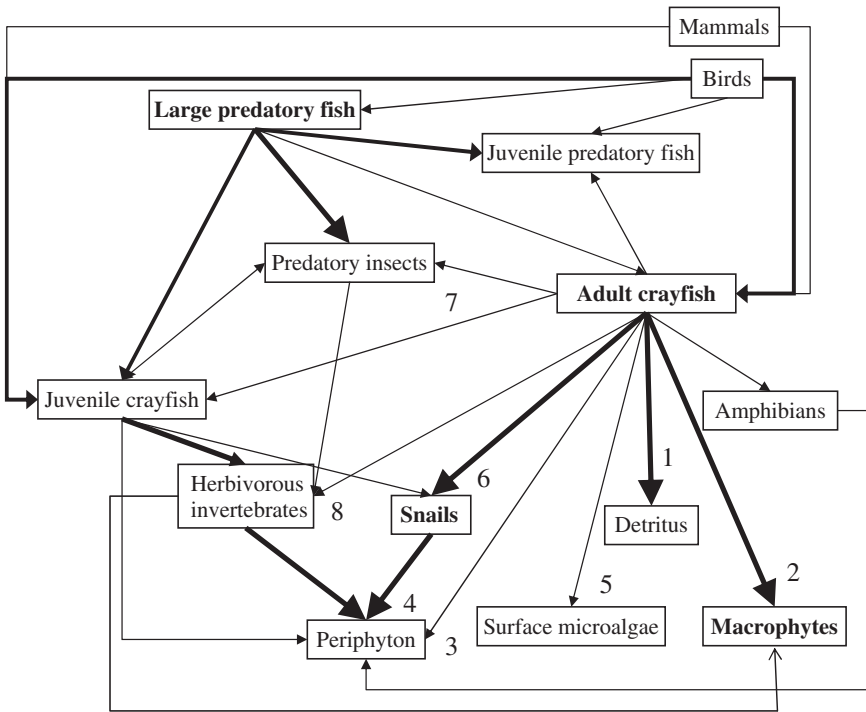 Mammals
Birds
Large predatory fish
Juvenile predatory fish
Predatory insects
Adult crayfish
7
Juvenile crayfish
Amphibians
1
6
Herbivorous
invertebrates
8
Snails
Detritus
2
5
4
Periphyton
3
Surface microalgae
Macrophytes